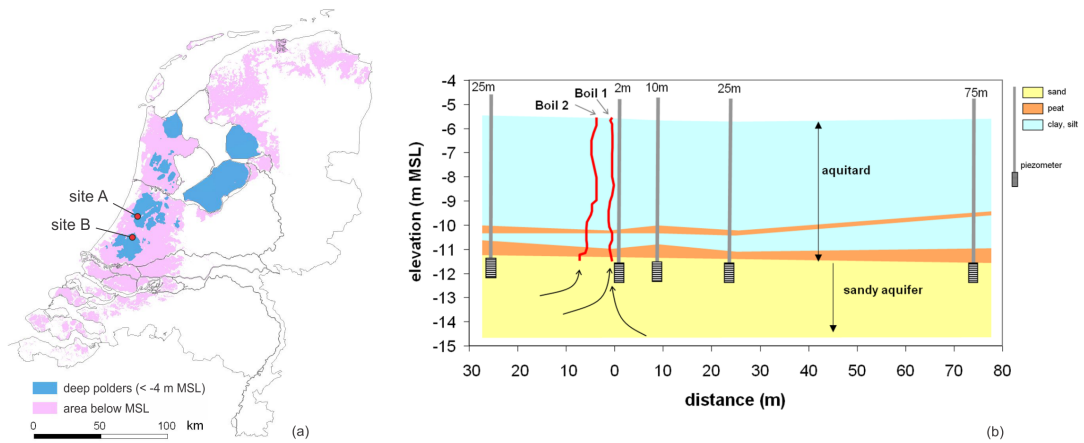 site A
site B
deep polders (< -4 m MSL)
area below MSL
0 50 100 km
(a)
elevation (m MSL)
-4
-5
-6
-7
-8
-9
-10
-11
-12
-13
-14
-15
25m
Boil 2
Boil 1
2m
10m
25m
75m
aquitard
sandy aquifer
30 20 10 0 10 20 30 40 50 60 70 80
distance (m)
sand
peat
clay, silt
piezometer
(b)